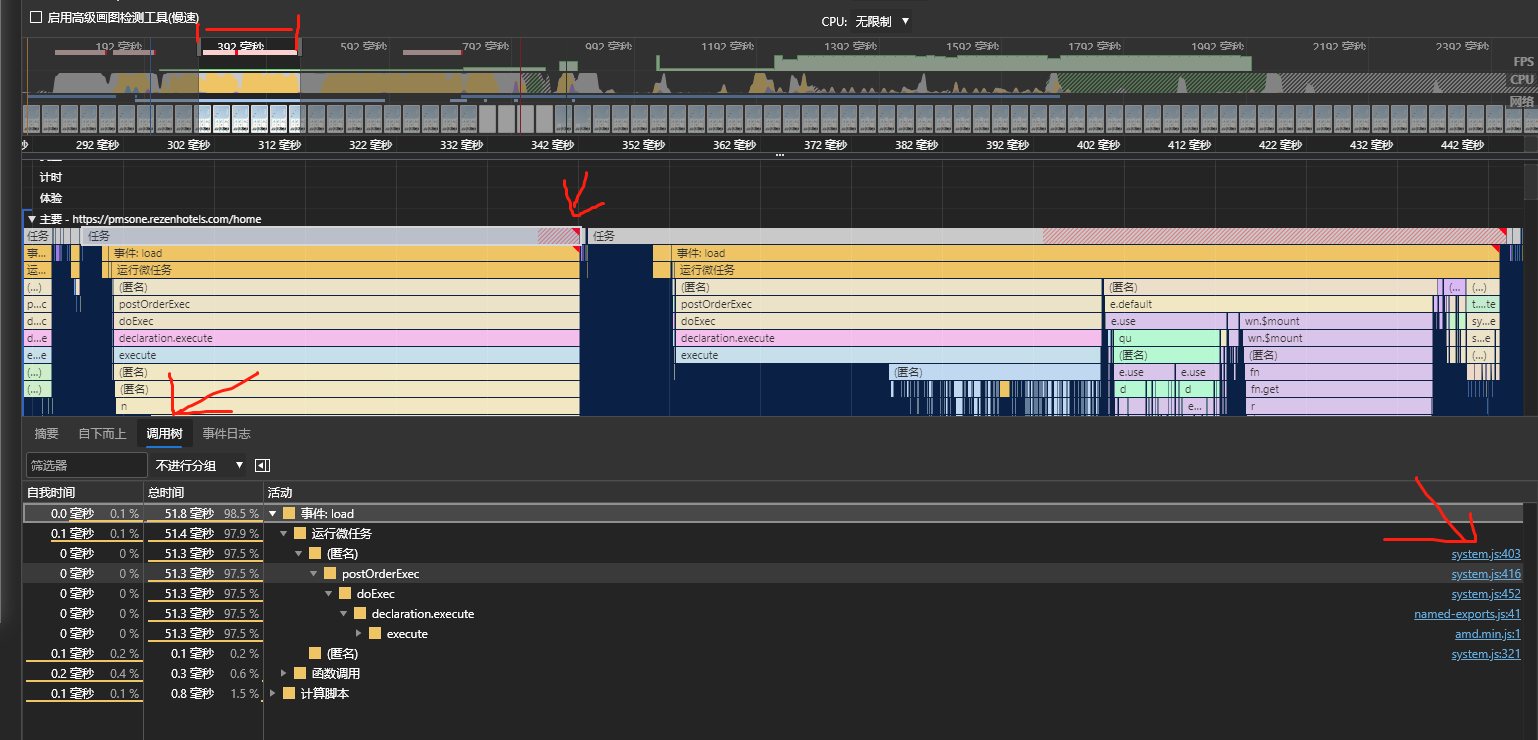 启用高级画图检测工具(慢速)
CPU: 无限制 ▼
192 毫秒 392 毫秒 592 毫秒 792 毫秒 992 毫秒 1192 毫秒 1392 毫秒 1592 毫秒 1792 毫秒 1992 毫秒 2192 毫秒 2392 毫秒
FPS
CPU
网络
292 毫秒 302 毫秒 312 毫秒 322 毫秒 332 毫秒 342 毫秒 352 毫秒 362 毫秒 372 毫秒 382 毫秒 392 毫秒 402 毫秒 412 毫秒 422 毫秒 432 毫秒 442 毫秒
...
计时
体验
▼ 主要 - https://pmsone.rezenhotels.com/home
任务 任务 任务
事... 事件: load 事件: load
运... 运行微任务 运行微任务
(...) (匿名) (匿名) (匿名) (... (...)
p...c postOrderExec postOrderExec e.default t....te
d...c doExec doExec e.use wn.$mount sy...e
d...e declaration.execute declaration.execute qu wn.$mount s...e
e...e execute execute (匿名) (匿名) (...)
(...) (匿名) (匿名) e.use e.use fn
(...) (匿名) d d fn.get
n e... r
摘要 自下而上 调用树 事件日志
筛选器 不进行分组 ▼
自我时间 总时间 活动
0.0 毫秒 0.1 % 51.8 毫秒 98.5 % ▼ 事件: load
0.1 毫秒 0.1 % 51.4 毫秒 97.9 % ▼ 运行微任务
0 毫秒 0 % 51.3 毫秒 97.5 % ▼ (匿名) system.js:403
0 毫秒 0 % 51.3 毫秒 97.5 % ▼ postOrderExec system.js:416
0 毫秒 0 % 51.3 毫秒 97.5 % ▼ doExec system.js:452
0 毫秒 0 % 51.3 毫秒 97.5 % ▼ declaration.execute named-exports.js:41
0 毫秒 0 % 51.3 毫秒 97.5 % ▶ execute amd.min.js:1
0.1 毫秒 0.2 % 0.1 毫秒 0.2 % (匿名) system.js:321
0.2 毫秒 0.4 % 0.3 毫秒 0.6 % ▶ 函数调用
0.1 毫秒 0.1 % 0.8 毫秒 1.5 % ▶ 计算脚本